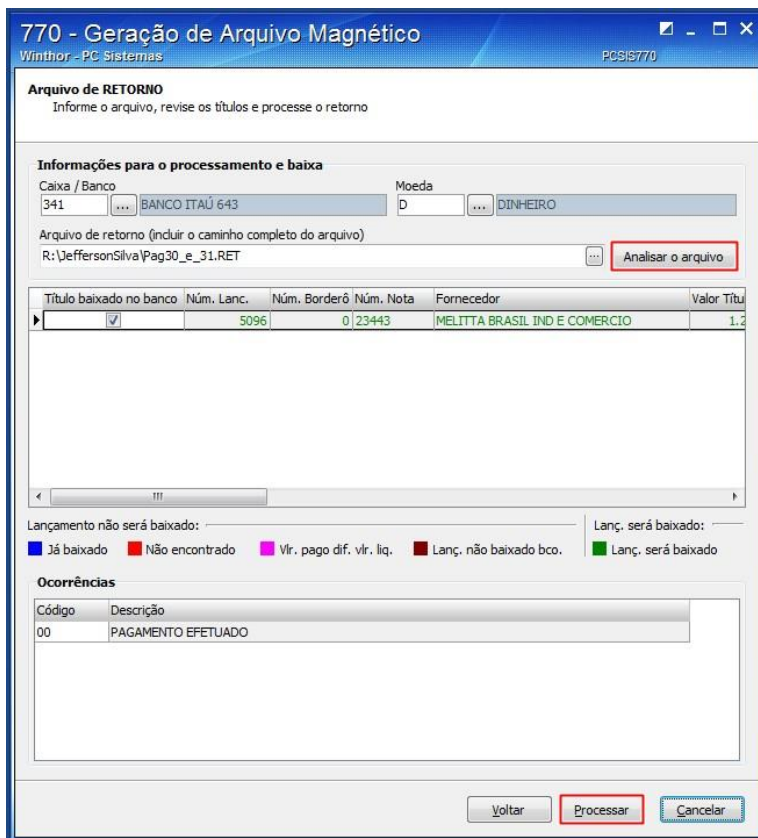 770 - Geração de Arquivo Magnético
Winthor - PC Sistemas PCSIS770
Arquivo de RETORNO
Informe o arquivo, revise os títulos e processe o retorno
Informações para o processamento e baixa
Caixa / Banco Moeda
341 ... BANCO ITAÚ 643 D ... DINHEIRO
Arquivo de retorno (incluir o caminho completo do arquivo)
R:\JeffersonSilva\Pag30_e_31.RET ... Analisar o arquivo
Título baixado no banco Núm. Lanc. Núm. Borderô Núm. Nota Fornecedor Valor Títu
5096 0 23443 MELITTA BRASIL IND E COMERCIO 1.2
Lançamento não será baixado: Lanç. será baixado:
Já baixado Não encontrado Vlr. pago dif. vlr. liq. Lanç. não baixado bco. Lanç. será baixado
Ocorrências
Código Descrição
00 PAGAMENTO EFETUADO
Voltar Processar Cancelar